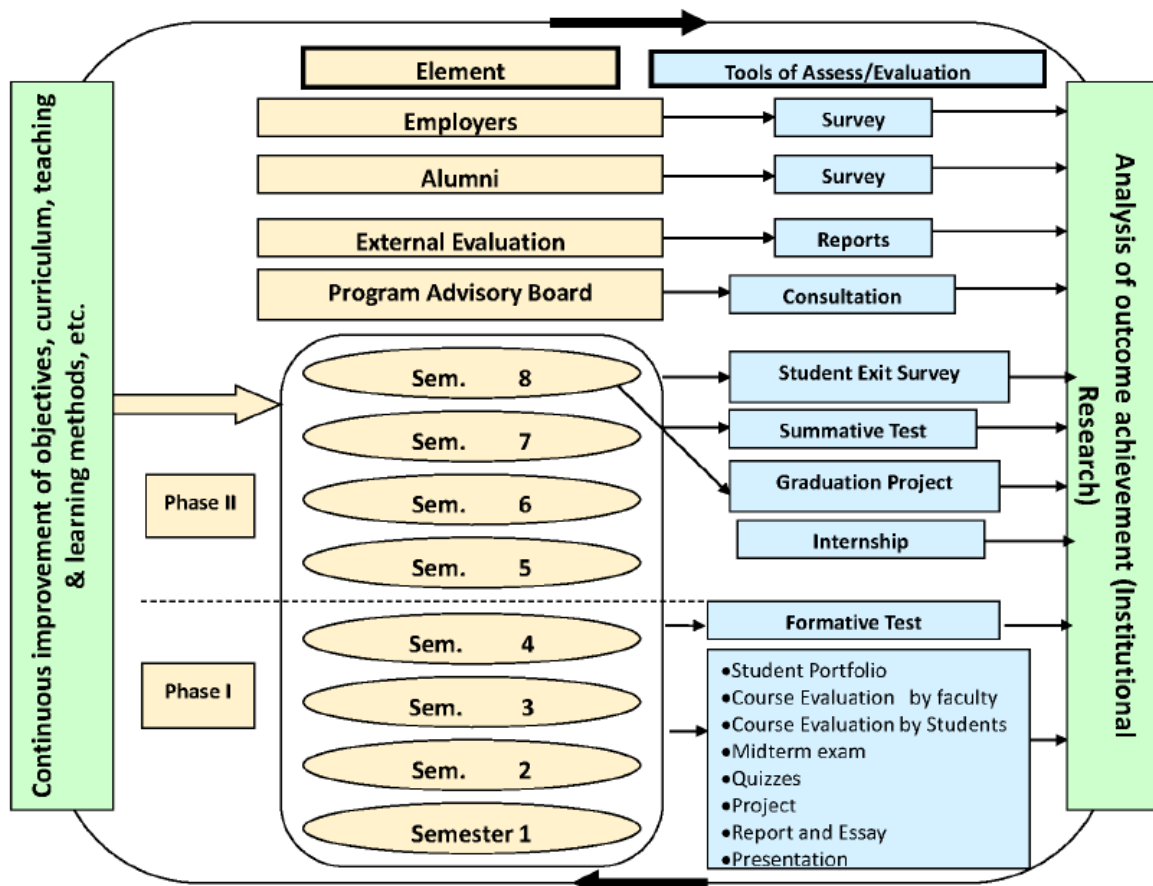 Element
Tools of Assess/Evaluation
Employers
Survey
Alumni
Survey
External Evaluation
Reports
Program Advisory Board
Consultation
Continuous improvement of objectives, curriculum, teaching
& learning methods, etc.
Sem. 8
Student Exit Survey
Sem. 7
Summative Test
Phase II
Sem. 6
Graduation Project
Sem. 5
Internship
Sem. 4
Formative Test
Phase I
Sem. 3
Sem. 2
Semester 1
●Student Portfolio
●Course Evaluation by faculty
●Course Evaluation by Students
●Midterm exam
●Quizzes
●Project
●Report and Essay
●Presentation
Analysis of outcome achievement (Institutional
Research)